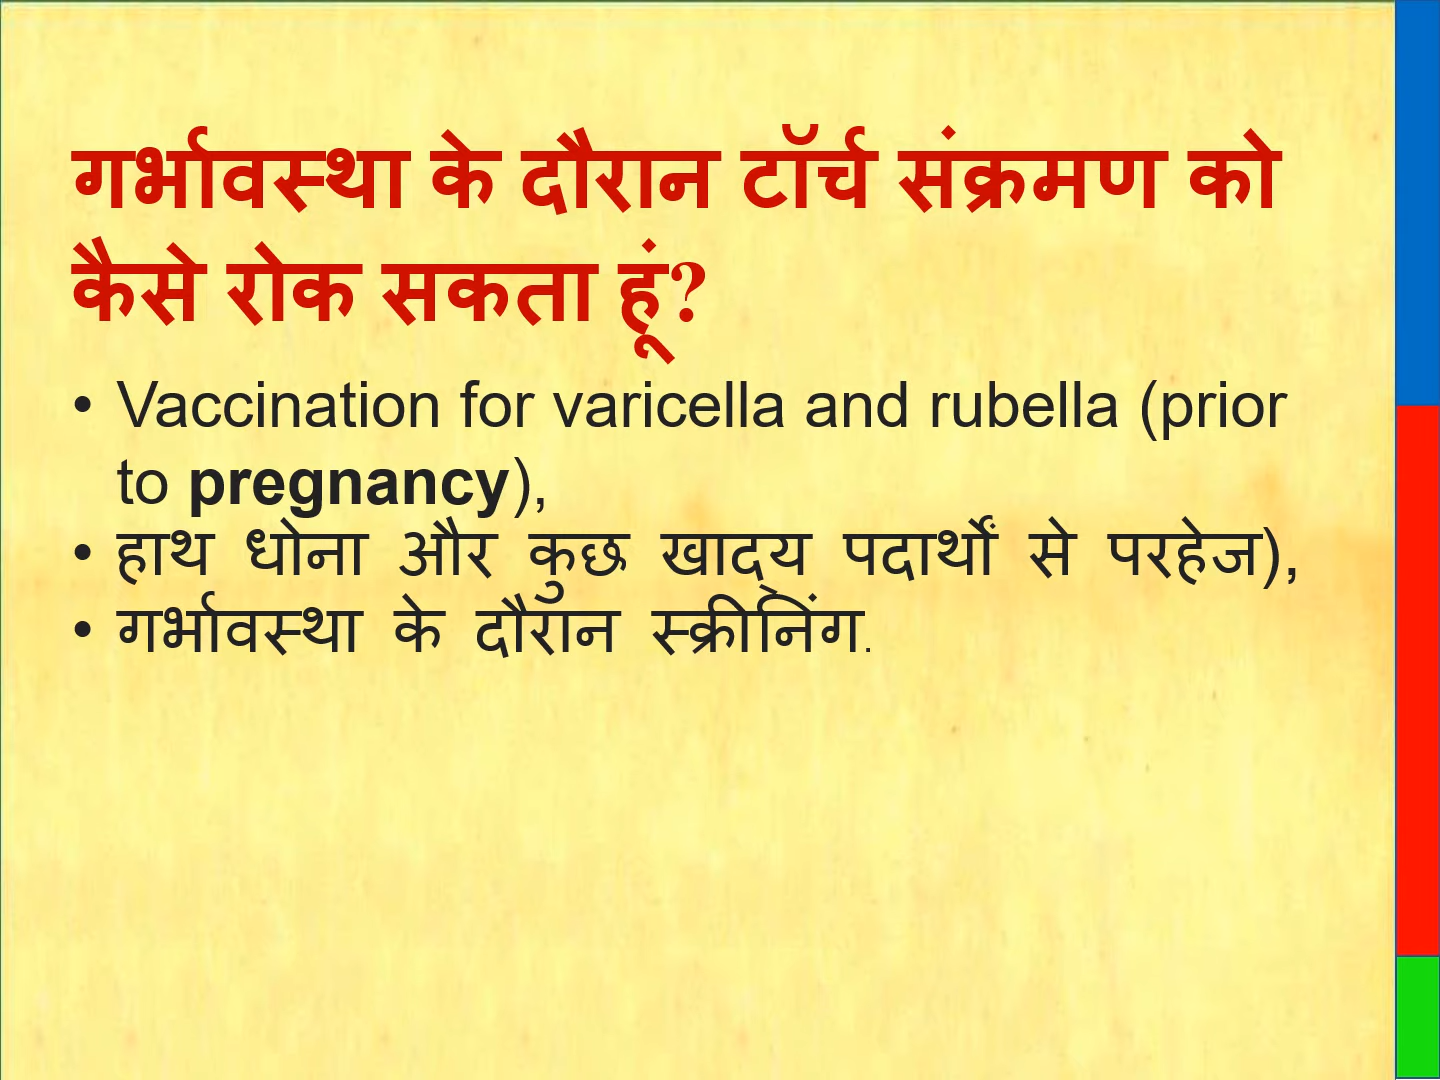 गर्भावस्था के दौरान टॉर्च संक्रमण को
कैसे रोक सकता हूं?
• Vaccination for varicella and rubella (prior
to pregnancy),
• हाथ धोना और कुछ खाद्य पदार्थों से परहेज),
• गर्भावस्था के दौरान स्क्रीनिंग.